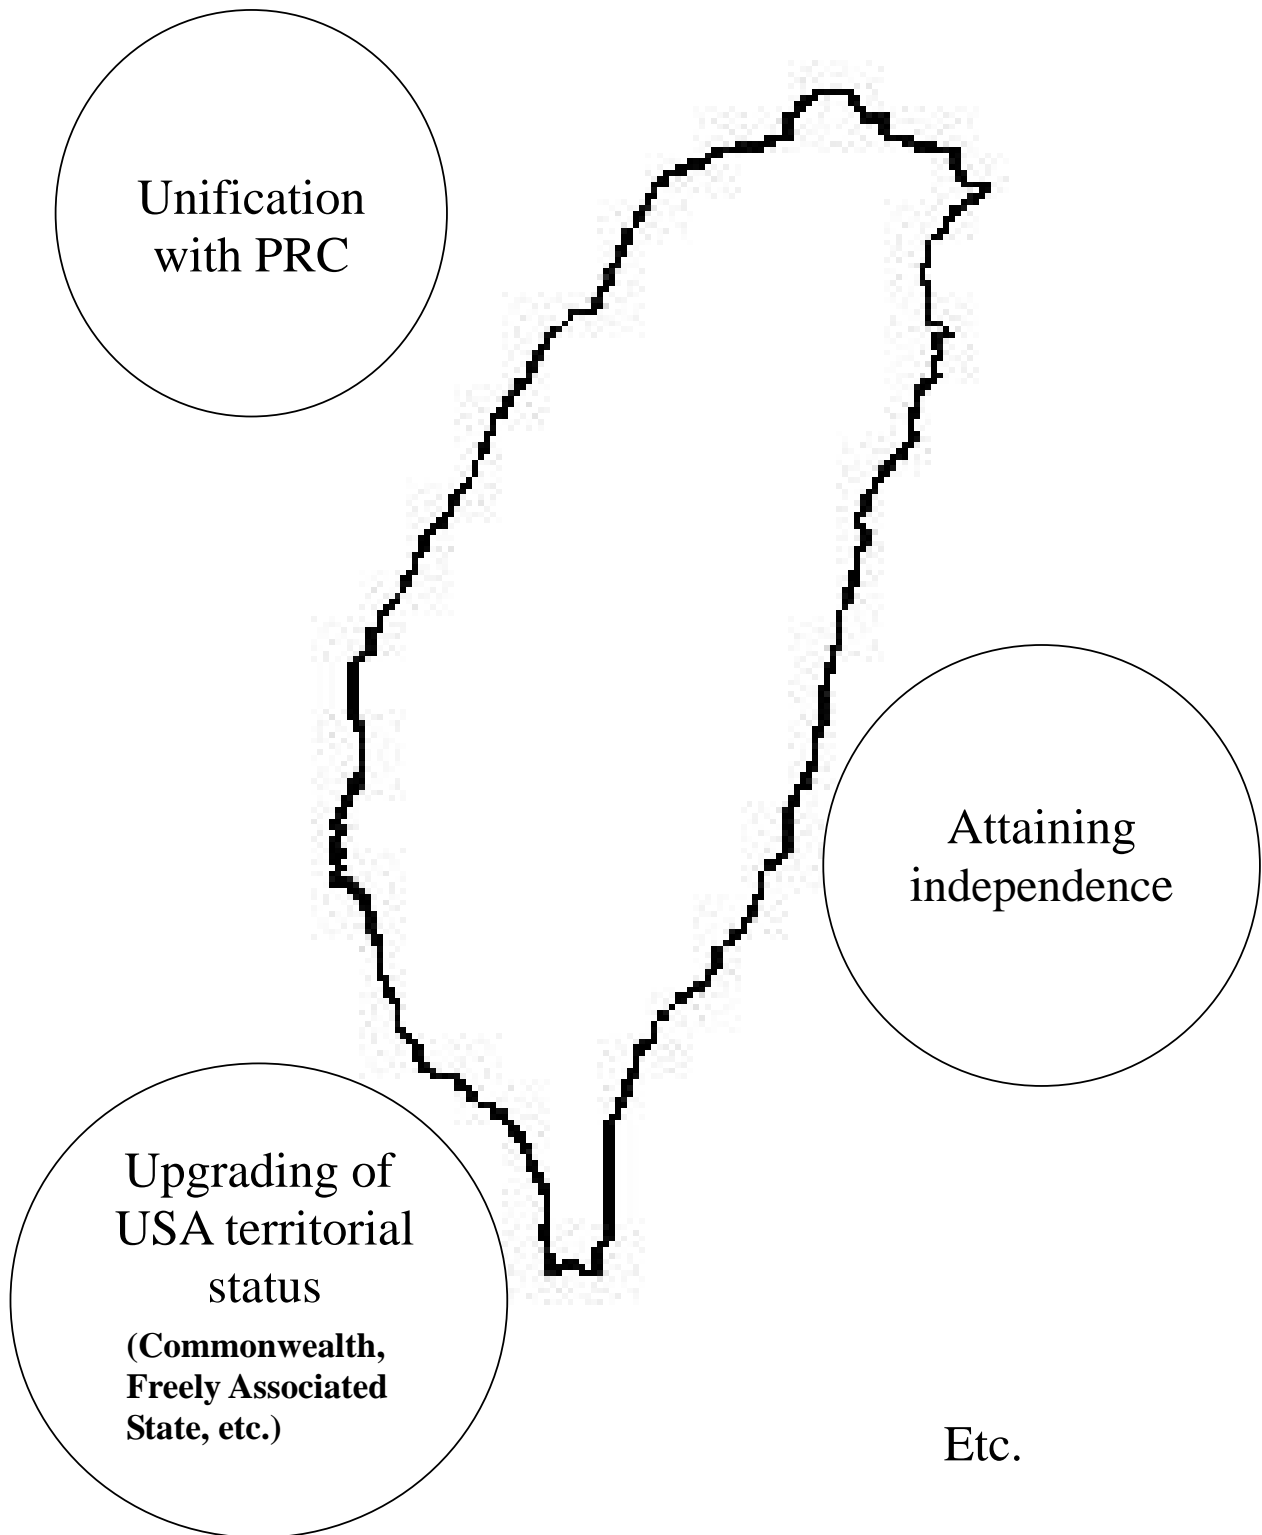 Unification
with PRC
Attaining
independence
Upgrading of
USA territorial
status
(Commonwealth,
Freely Associated
State, etc.)
Etc.